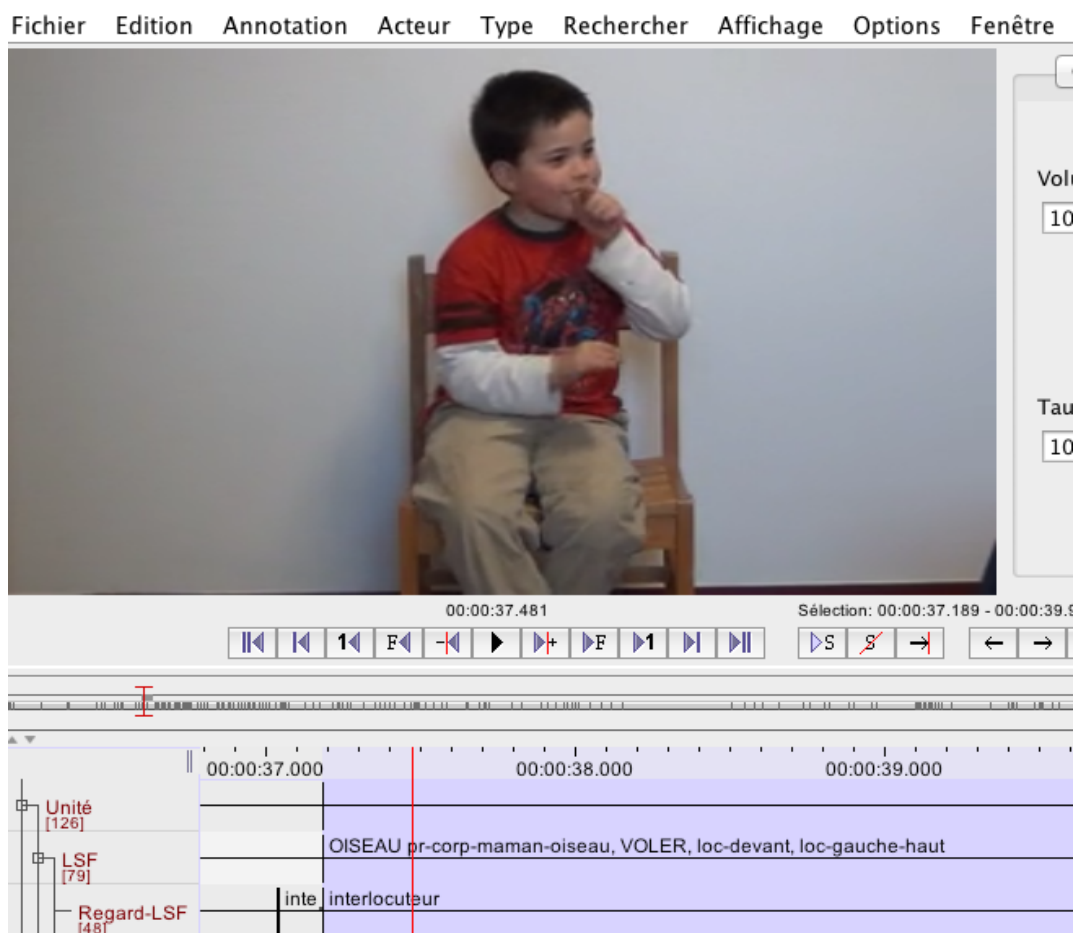 Fichier Edition Annotation Acteur Type Rechercher Affichage Options Fenêtre
Volu
10
Tau
10
00:00:37.481
Sélection: 00:00:37.189 - 00:00:39.9
1 F - + F 1 S S
00:00:37.000 00:00:38.000 00:00:39.000
Unité
[126]
OISEAU pr-corp-maman-oiseau, VOLER, loc-devant, loc-gauche-haut
LSF
[79]
inte interlocuteur
Regard-LSF
[48]